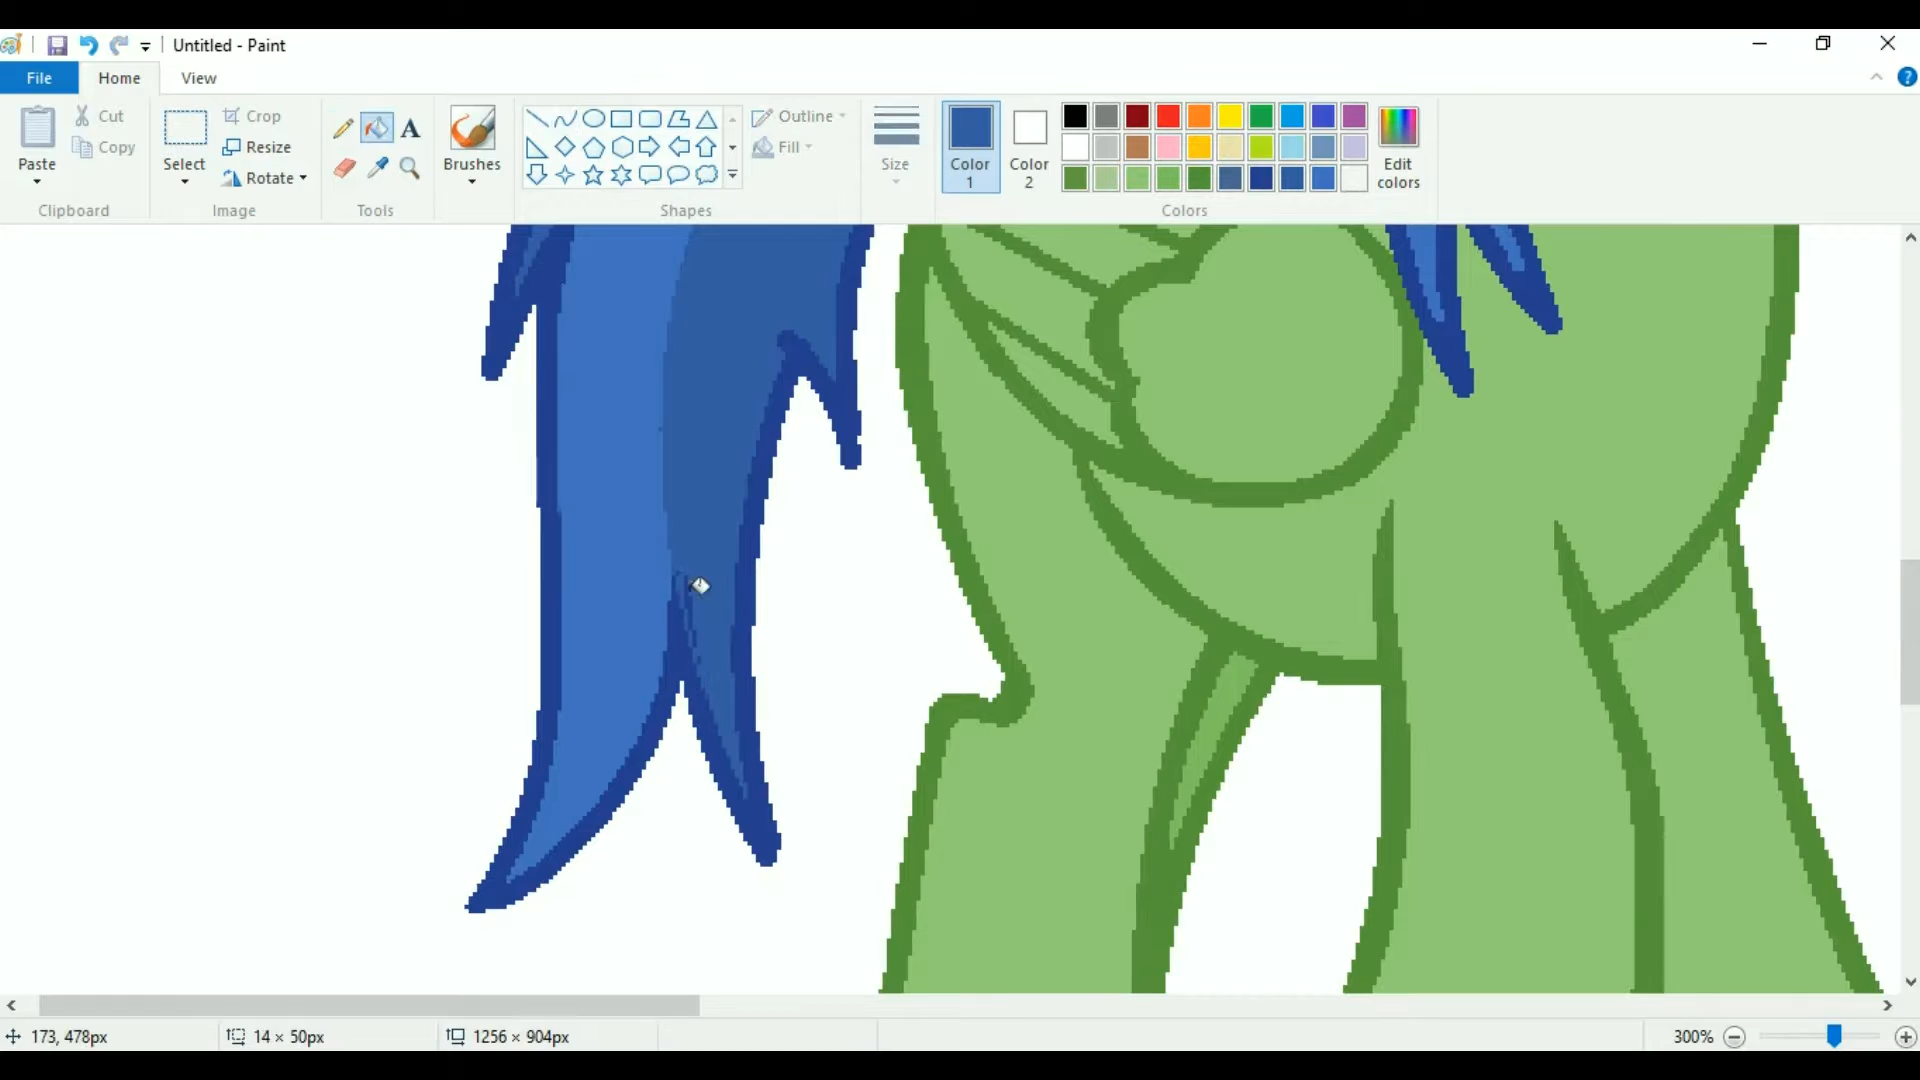 Untitled - Paint
File Home View
Paste
Cut
Copy
Clipboard
Select
Crop
Resize
Rotate
Image
A
Tools
Brushes
Shapes
Outline
Fill
Size
Color
1
Color
2
Edit
colors
Colors
?
173, 478px
14 × 50px
1256 × 904px
300%